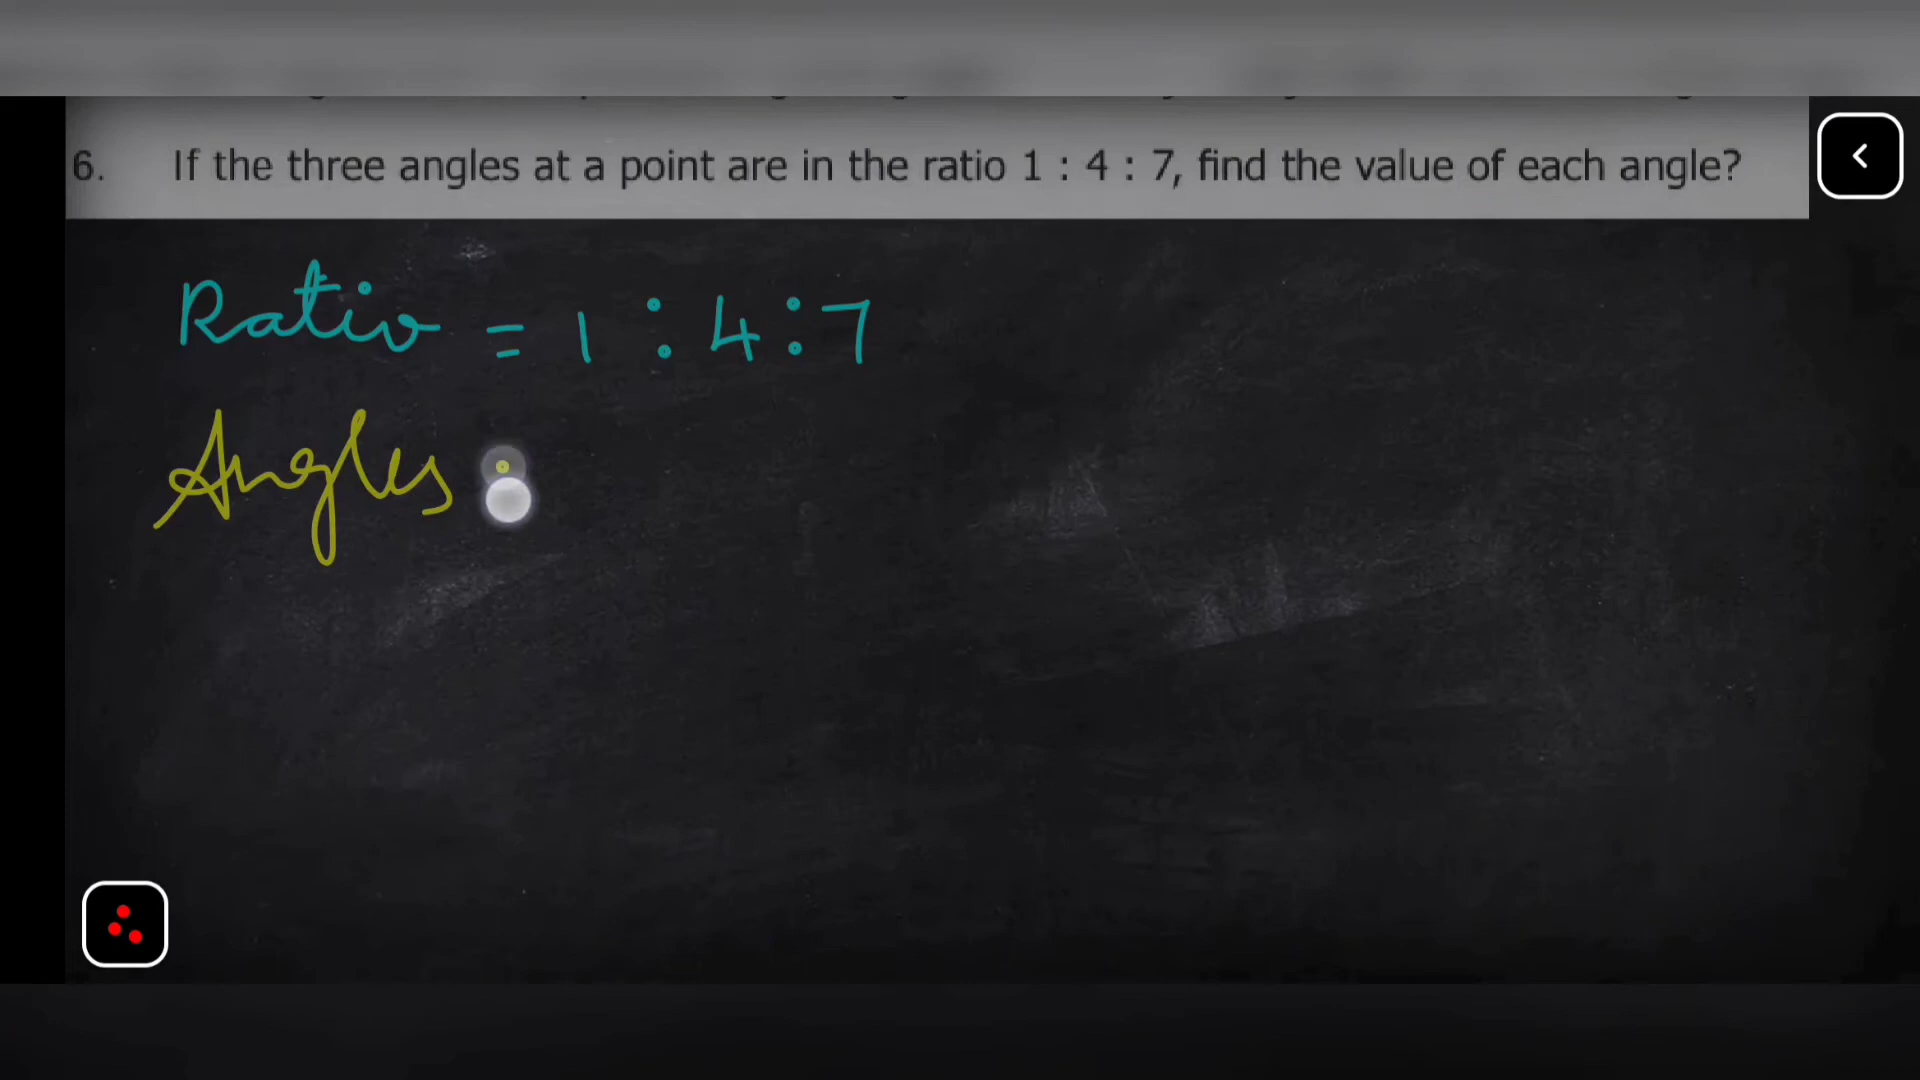 6. If the three angles at a point are in the ratio 1 : 4 : 7, find the value of each angle?
Ratio = 1 : 4 : 7
Angles :